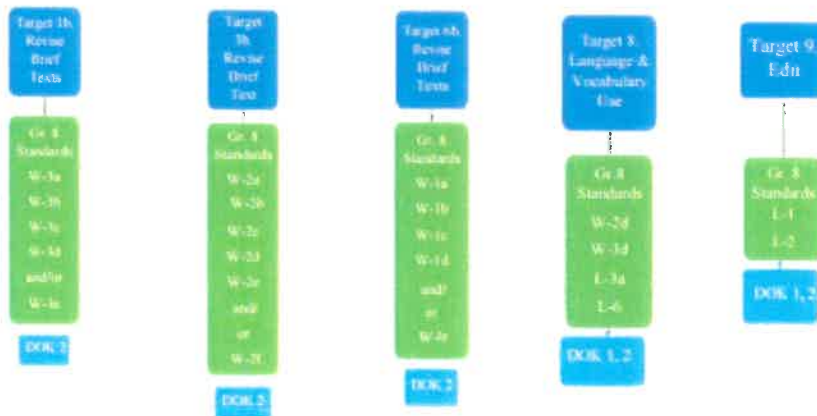 Target 1b.
Revise
Brief
Texts
Gr. 8
Standards
W-3a
W-3b
W-3c
W-3d
and/or
W-3e
DOK 2
Target
3b.
Revise
Brief
Text
Gr. 8
Standards
W-2a
W-2b
W-2c
W-2d
W-2e
and/
or
W-2f
DOK 2
Target 6b.
Revise
Brief
Texts
Gr. 8
Standards
W-1a
W-1b
W-1c
W-1d
and/
or
W-1e
DOK 2
Target 8.
Language &
Vocabulary
Use
Gr. 8
Standards
W-2d
W-3d
L-3a
L-6
DOK 1, 2
Target 9.
Edit
Gr. 8
Standards
L-1
L-2
DOK 1, 2